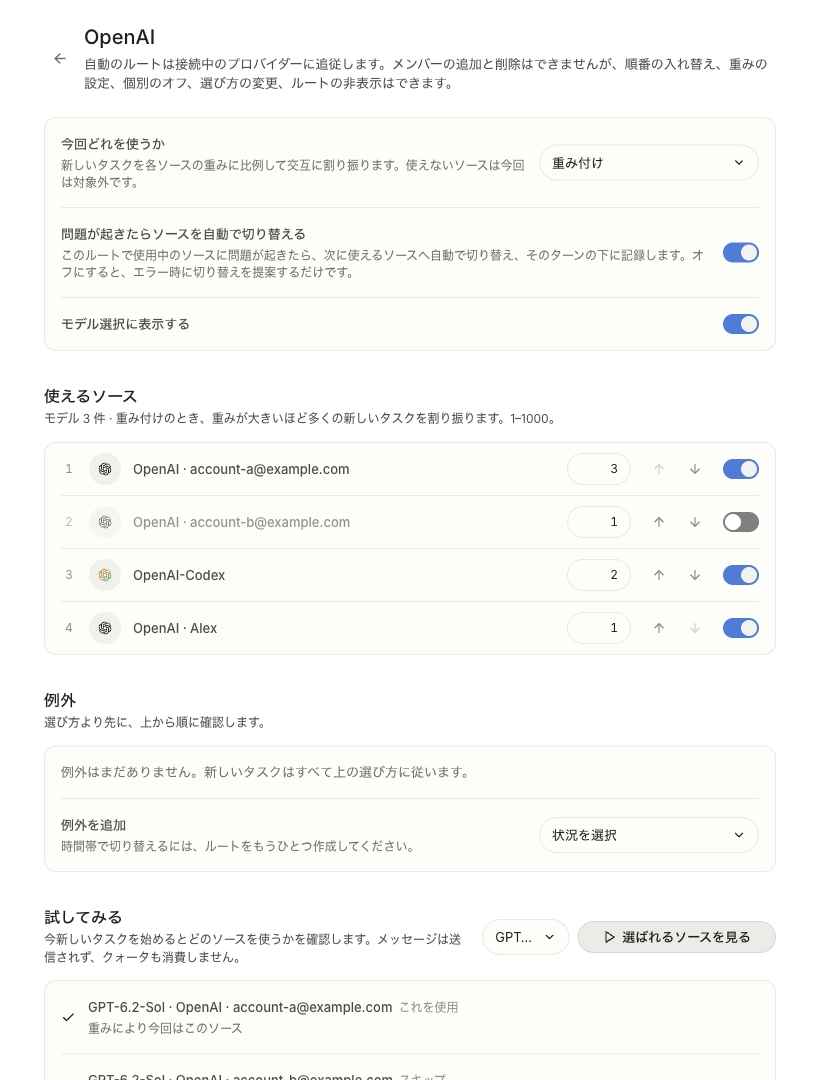 OpenAI
自動のルートは接続中のプロバイダーに追従します。メンバーの追加と削除はできませんが、順番の入れ替え、重みの
設定、個別のオフ、選び方の変更、ルートの非表示はできます。
今回どれを使うか
新しいタスクを各ソースの重みに比例して交互に割り振ります。使えないソースは今回
は対象外です。
重み付け
問題が起きたらソースを自動で切り替える
このルートで使用中のソースに問題が起きたら、次に使えるソースへ自動で切り替え、そのターンの下に記録します。オ
フにすると、エラー時に切り替えを提案するだけです。
モデル選択に表示する
使えるソース
モデル 3 件 · 重み付けのとき、重みが大きいほど多くの新しいタスクを割り振ります。1–1000。
1 OpenAI · account-a@example.com 3
2 OpenAI · account-b@example.com 1
3 OpenAI-Codex 2
4 OpenAI · Alex 1
例外
選び方より先に、上から順に確認します。
例外はまだありません。新しいタスクはすべて上の選び方に従います。
例外を追加
時間帯で切り替えるには、ルートをもうひとつ作成してください。
状況を選択
試してみる
今新しいタスクを始めるとどのソースを使うかを確認します。メッセージは送
信されず、クォータも消費しません。
GPT... 選ばれるソースを見る
GPT-6.2-Sol · OpenAI · account-a@example.com これを使用
重みにより今回はこのソース
GPT-6.2-Sol · OpenAI · account-b@example.com スキップ